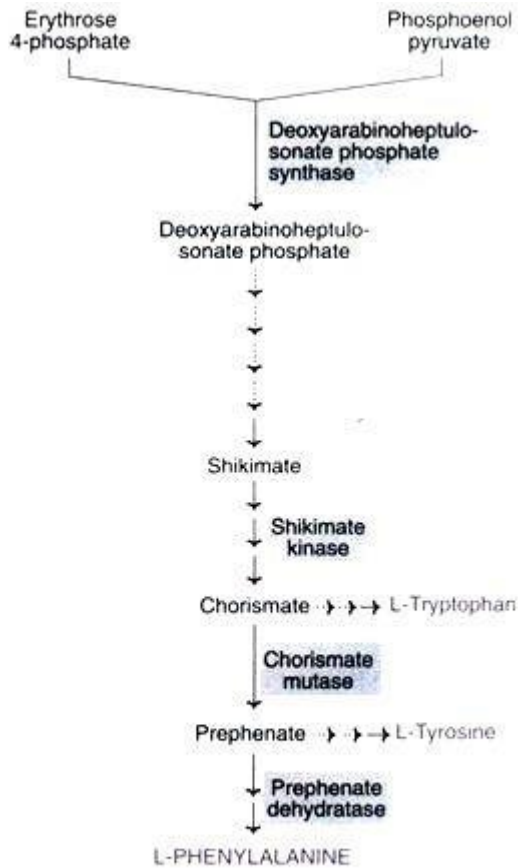 Erythrose
4-phosphate
Phosphoenol
pyruvate
Deoxyarabinoheptulo-
sonate phosphate
synthase
Deoxyarabinoheptulo-
sonate phosphate
Shikimate
Shikimate
kinase
Chorismate
L-Tryptophan
Chorismate
mutase
Prephenate
L-Tyrosine
Prephenate
dehydratase
L-PHENYLALANINE